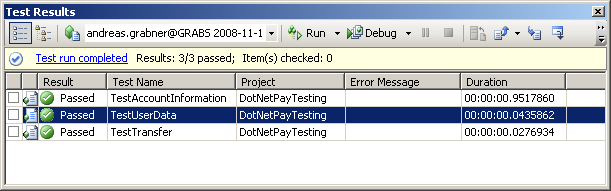 Test Results
andreas.grabner@GRABS 2008-11-1 Run Debug
Test run completed Results: 3/3 passed; Item(s) checked: 0
Result Test Name Project Error Message Duration
Passed TestAccountInformation DotNetPayTesting 00:00:00.9517860
Passed TestUserData DotNetPayTesting 00:00:00.0435862
Passed TestTransfer DotNetPayTesting 00:00:00.0276934